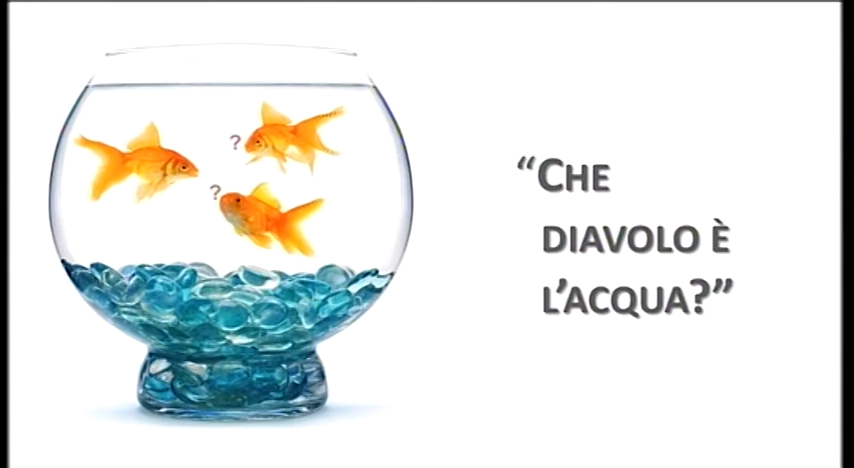 ?
?
“CHE
DIAVOLO È
L’ACQUA?”